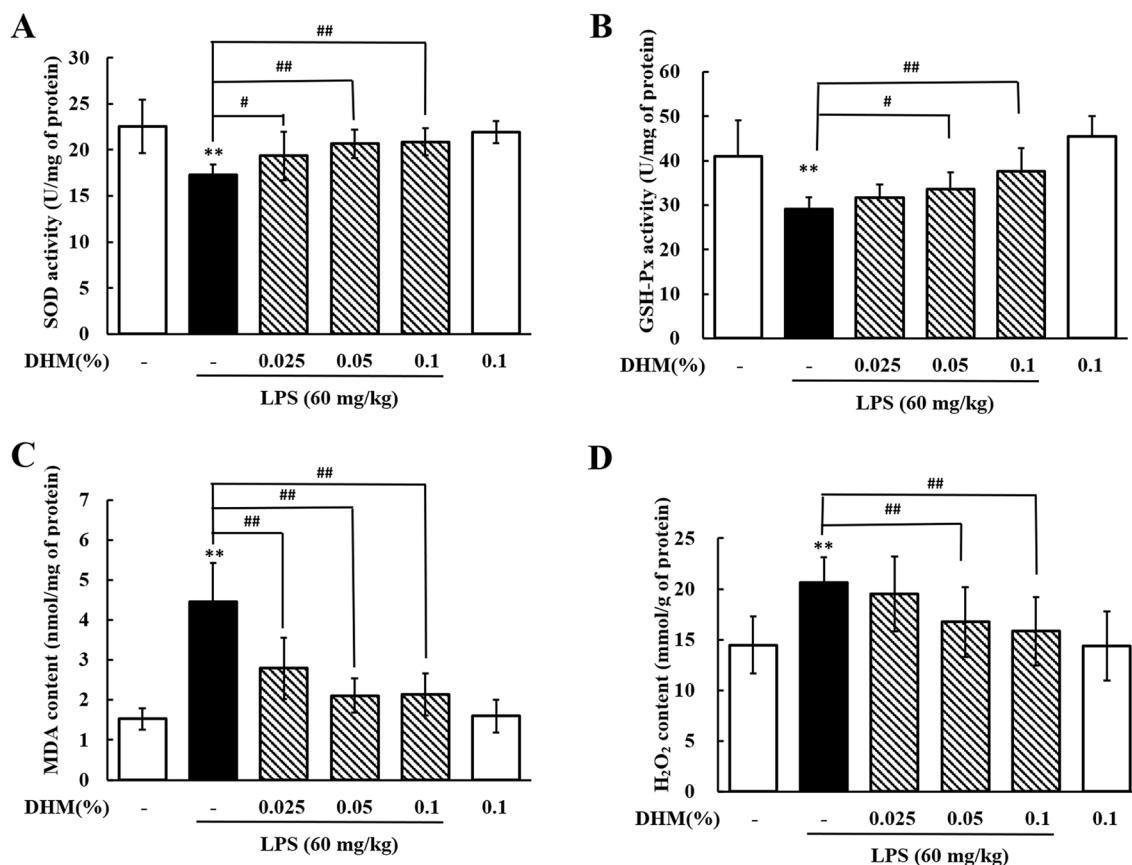 A
SOD activity (U/mg of protein)
30
25
20
15
10
5
0
##
##
#
**
DHM(%) - - 0.025 0.05 0.1 0.1
LPS (60 mg/kg)
B
GSH-Px activity (U/mg of protein)
60
50
40
30
20
10
0
##
#
**
DHM(%) - - 0.025 0.05 0.1 0.1
LPS (60 mg/kg)
C
MDA content (nmol/mg of protein)
7
6
5
4
3
2
1
0
##
##
##
**
DHM(%) - - 0.025 0.05 0.1 0.1
LPS (60 mg/kg)
D
H₂O₂ content (mmol/g of protein)
25
20
15
10
5
0
##
##
**
DHM(%) - - 0.025 0.05 0.1 0.1
LPS (60 mg/kg)